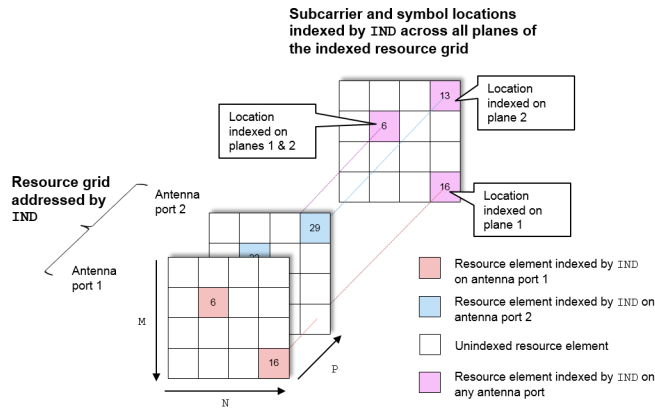 Subcarrier and symbol locations
indexed by IND across all planes of
the indexed resource grid
13
Location
indexed on
plane 2
Location
indexed on
planes 1 & 2
6
16
Location
indexed on
plane 1
Resource grid
addressed by
IND
Antenna
port 2
Antenna
port 1
29
6
16
M
N
P
Resource element indexed by IND
on antenna port 1
Resource element indexed by IND on
antenna port 2
Unindexed resource element
Resource element indexed by IND on
any antenna port